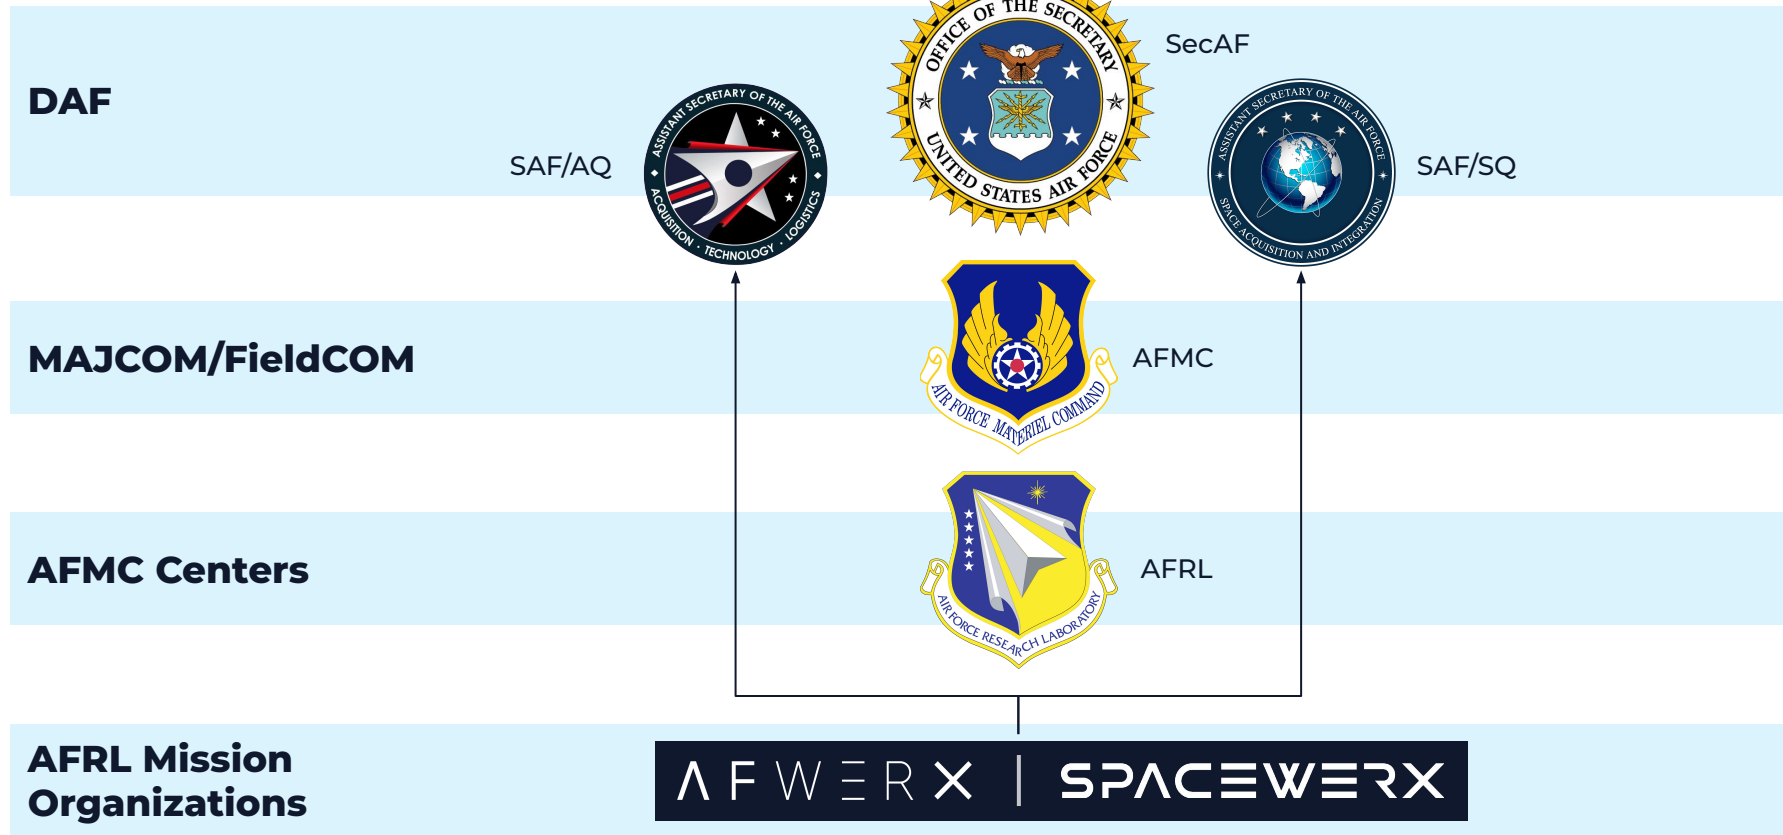 DAF
OFFICE OF THE SECRETARY
UNITED STATES AIR FORCE
SecAF
SAF/AQ
ASSISTANT SECRETARY OF THE AIR FORCE
ACQUISITION · TECHNOLOGY · LOGISTICS
ASSISTANT SECRETARY OF THE AIR FORCE
SPACE ACQUISITION AND INTEGRATION
SAF/SQ
MAJCOM/FieldCOM
AIR FORCE MATERIEL COMMAND
AFMC
AFMC Centers
AIR FORCE RESEARCH LABORATORY
AFRL
AFRL Mission
Organizations
AFWERX | SPACEWERX